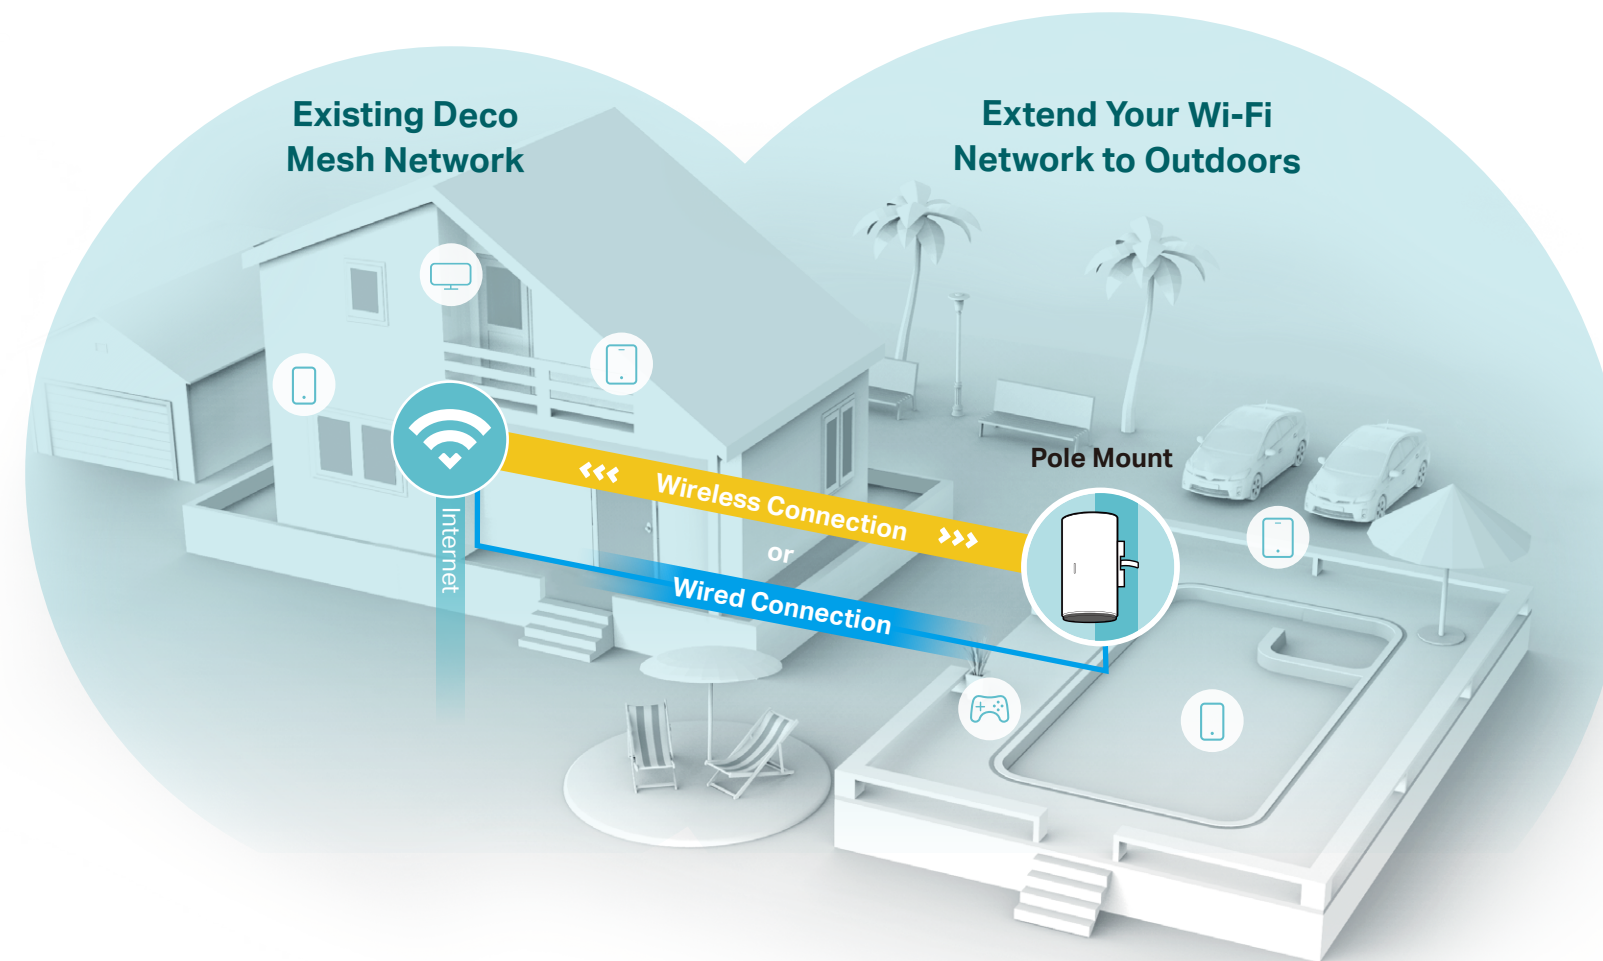 Existing Deco
Mesh Network
Extend Your Wi-Fi
Network to Outdoors
Pole Mount
Wireless Connection
or
Wired Connection
Internet